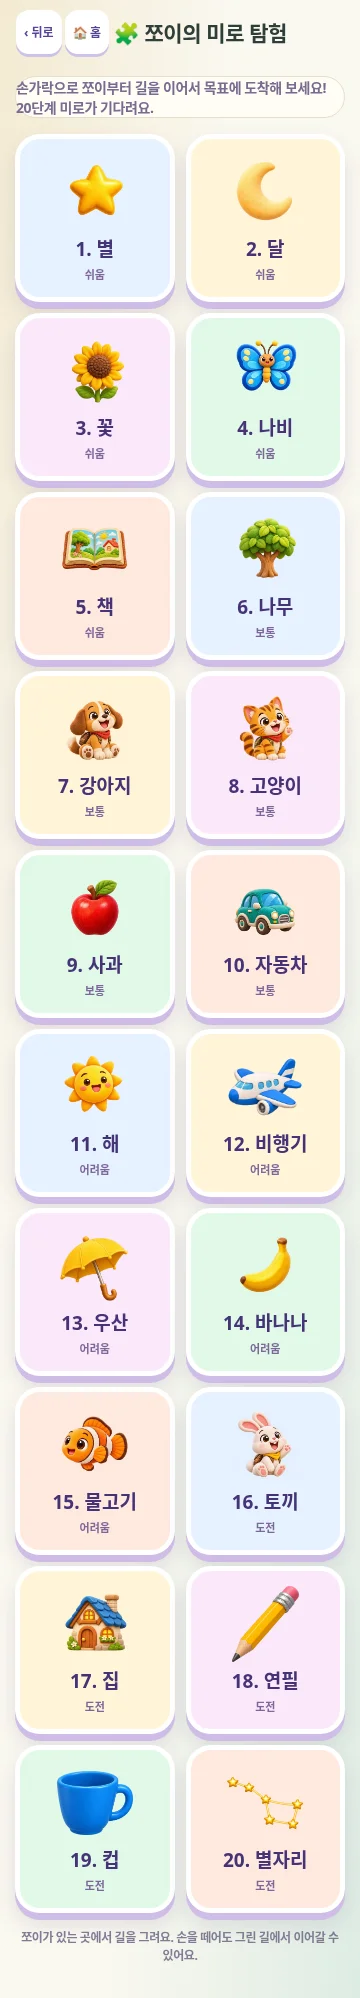 ‹ 뒤로
🏠 홈
🧩 쪼이의 미로 탐험
손가락으로 쪼이부터 길을 이어서 목표에 도착해 보세요!
20단계 미로가 기다려요.
1. 별
쉬움
2. 달
쉬움
3. 꽃
쉬움
4. 나비
쉬움
5. 책
쉬움
6. 나무
보통
7. 강아지
보통
8. 고양이
보통
9. 사과
보통
10. 자동차
보통
11. 해
어려움
12. 비행기
어려움
13. 우산
어려움
14. 바나나
어려움
15. 물고기
어려움
16. 토끼
도전
17. 집
도전
18. 연필
도전
19. 컵
도전
20. 별자리
도전
쪼이가 있는 곳에서 길을 그려요. 손을 떼어도 그린 길에서 이어갈 수
있어요.